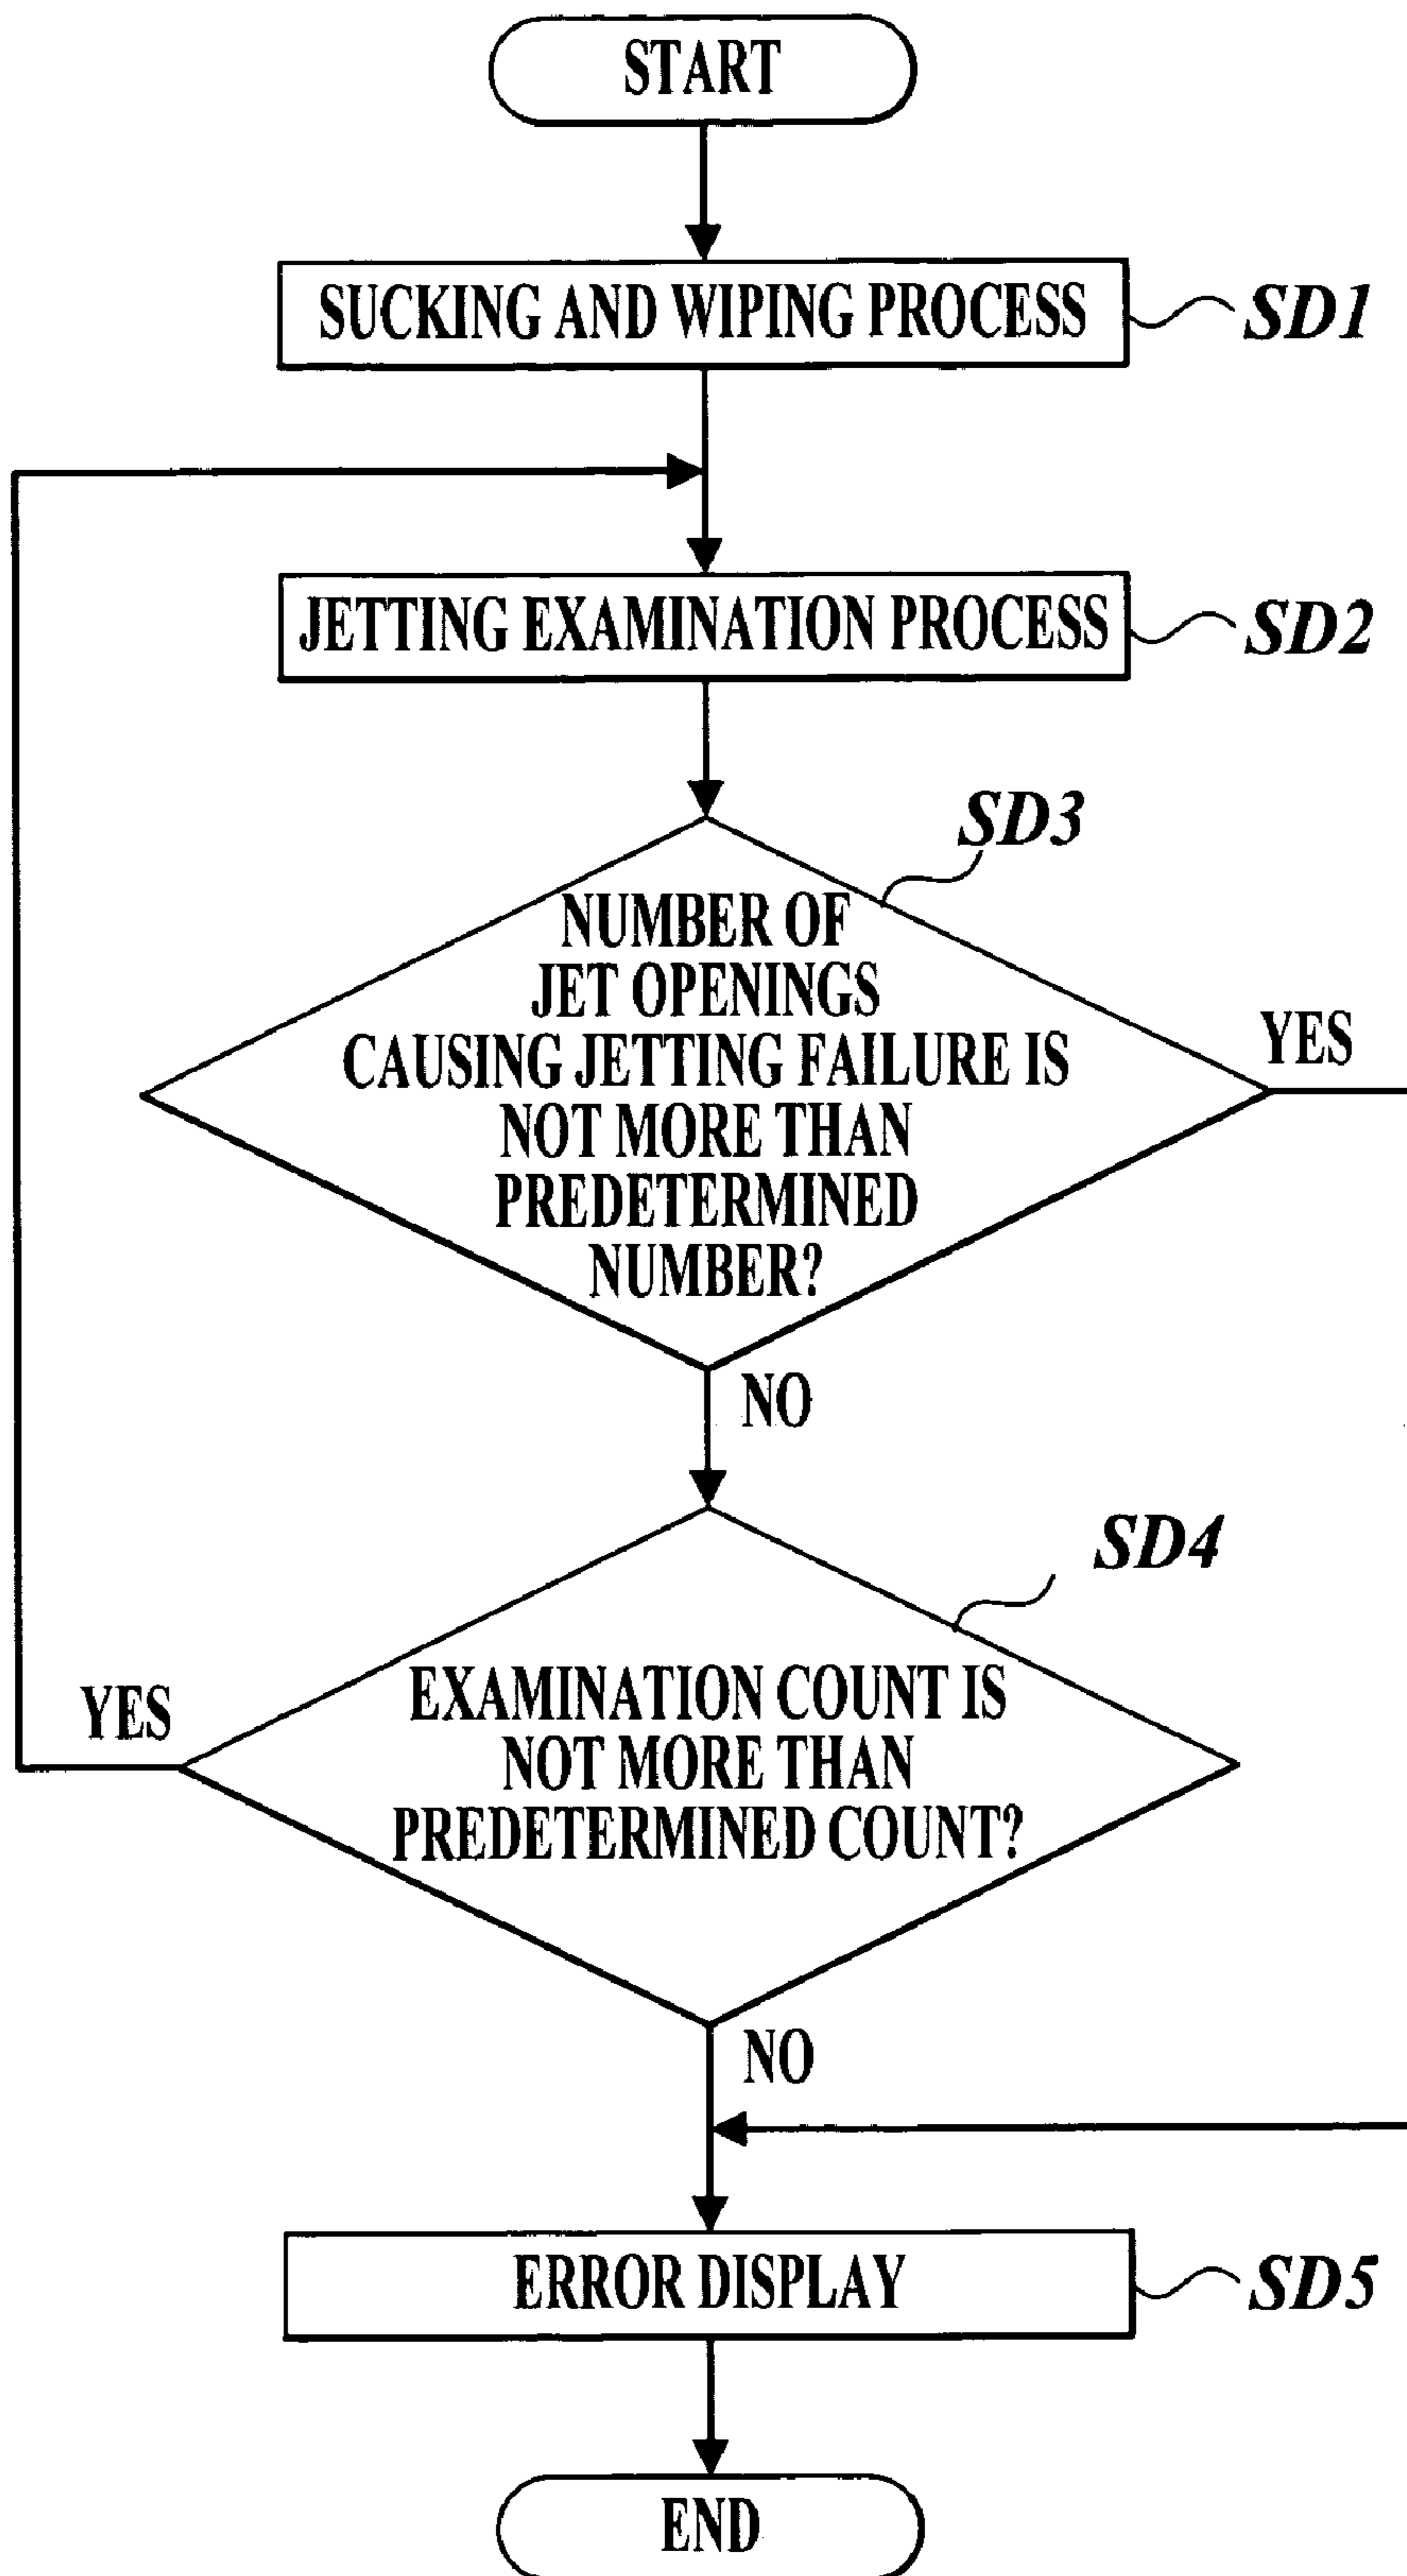 START
SUCKING AND WIPING PROCESS
SD1
JETTING EXAMINATION PROCESS
SD2
SD3
NUMBER OF
JET OPENINGS
CAUSING JETTING FAILURE IS
NOT MORE THAN
PREDETERMINED
NUMBER?
YES
NO
SD4
EXAMINATION COUNT IS
NOT MORE THAN
PREDETERMINED COUNT?
YES
NO
ERROR DISPLAY
SD5
END